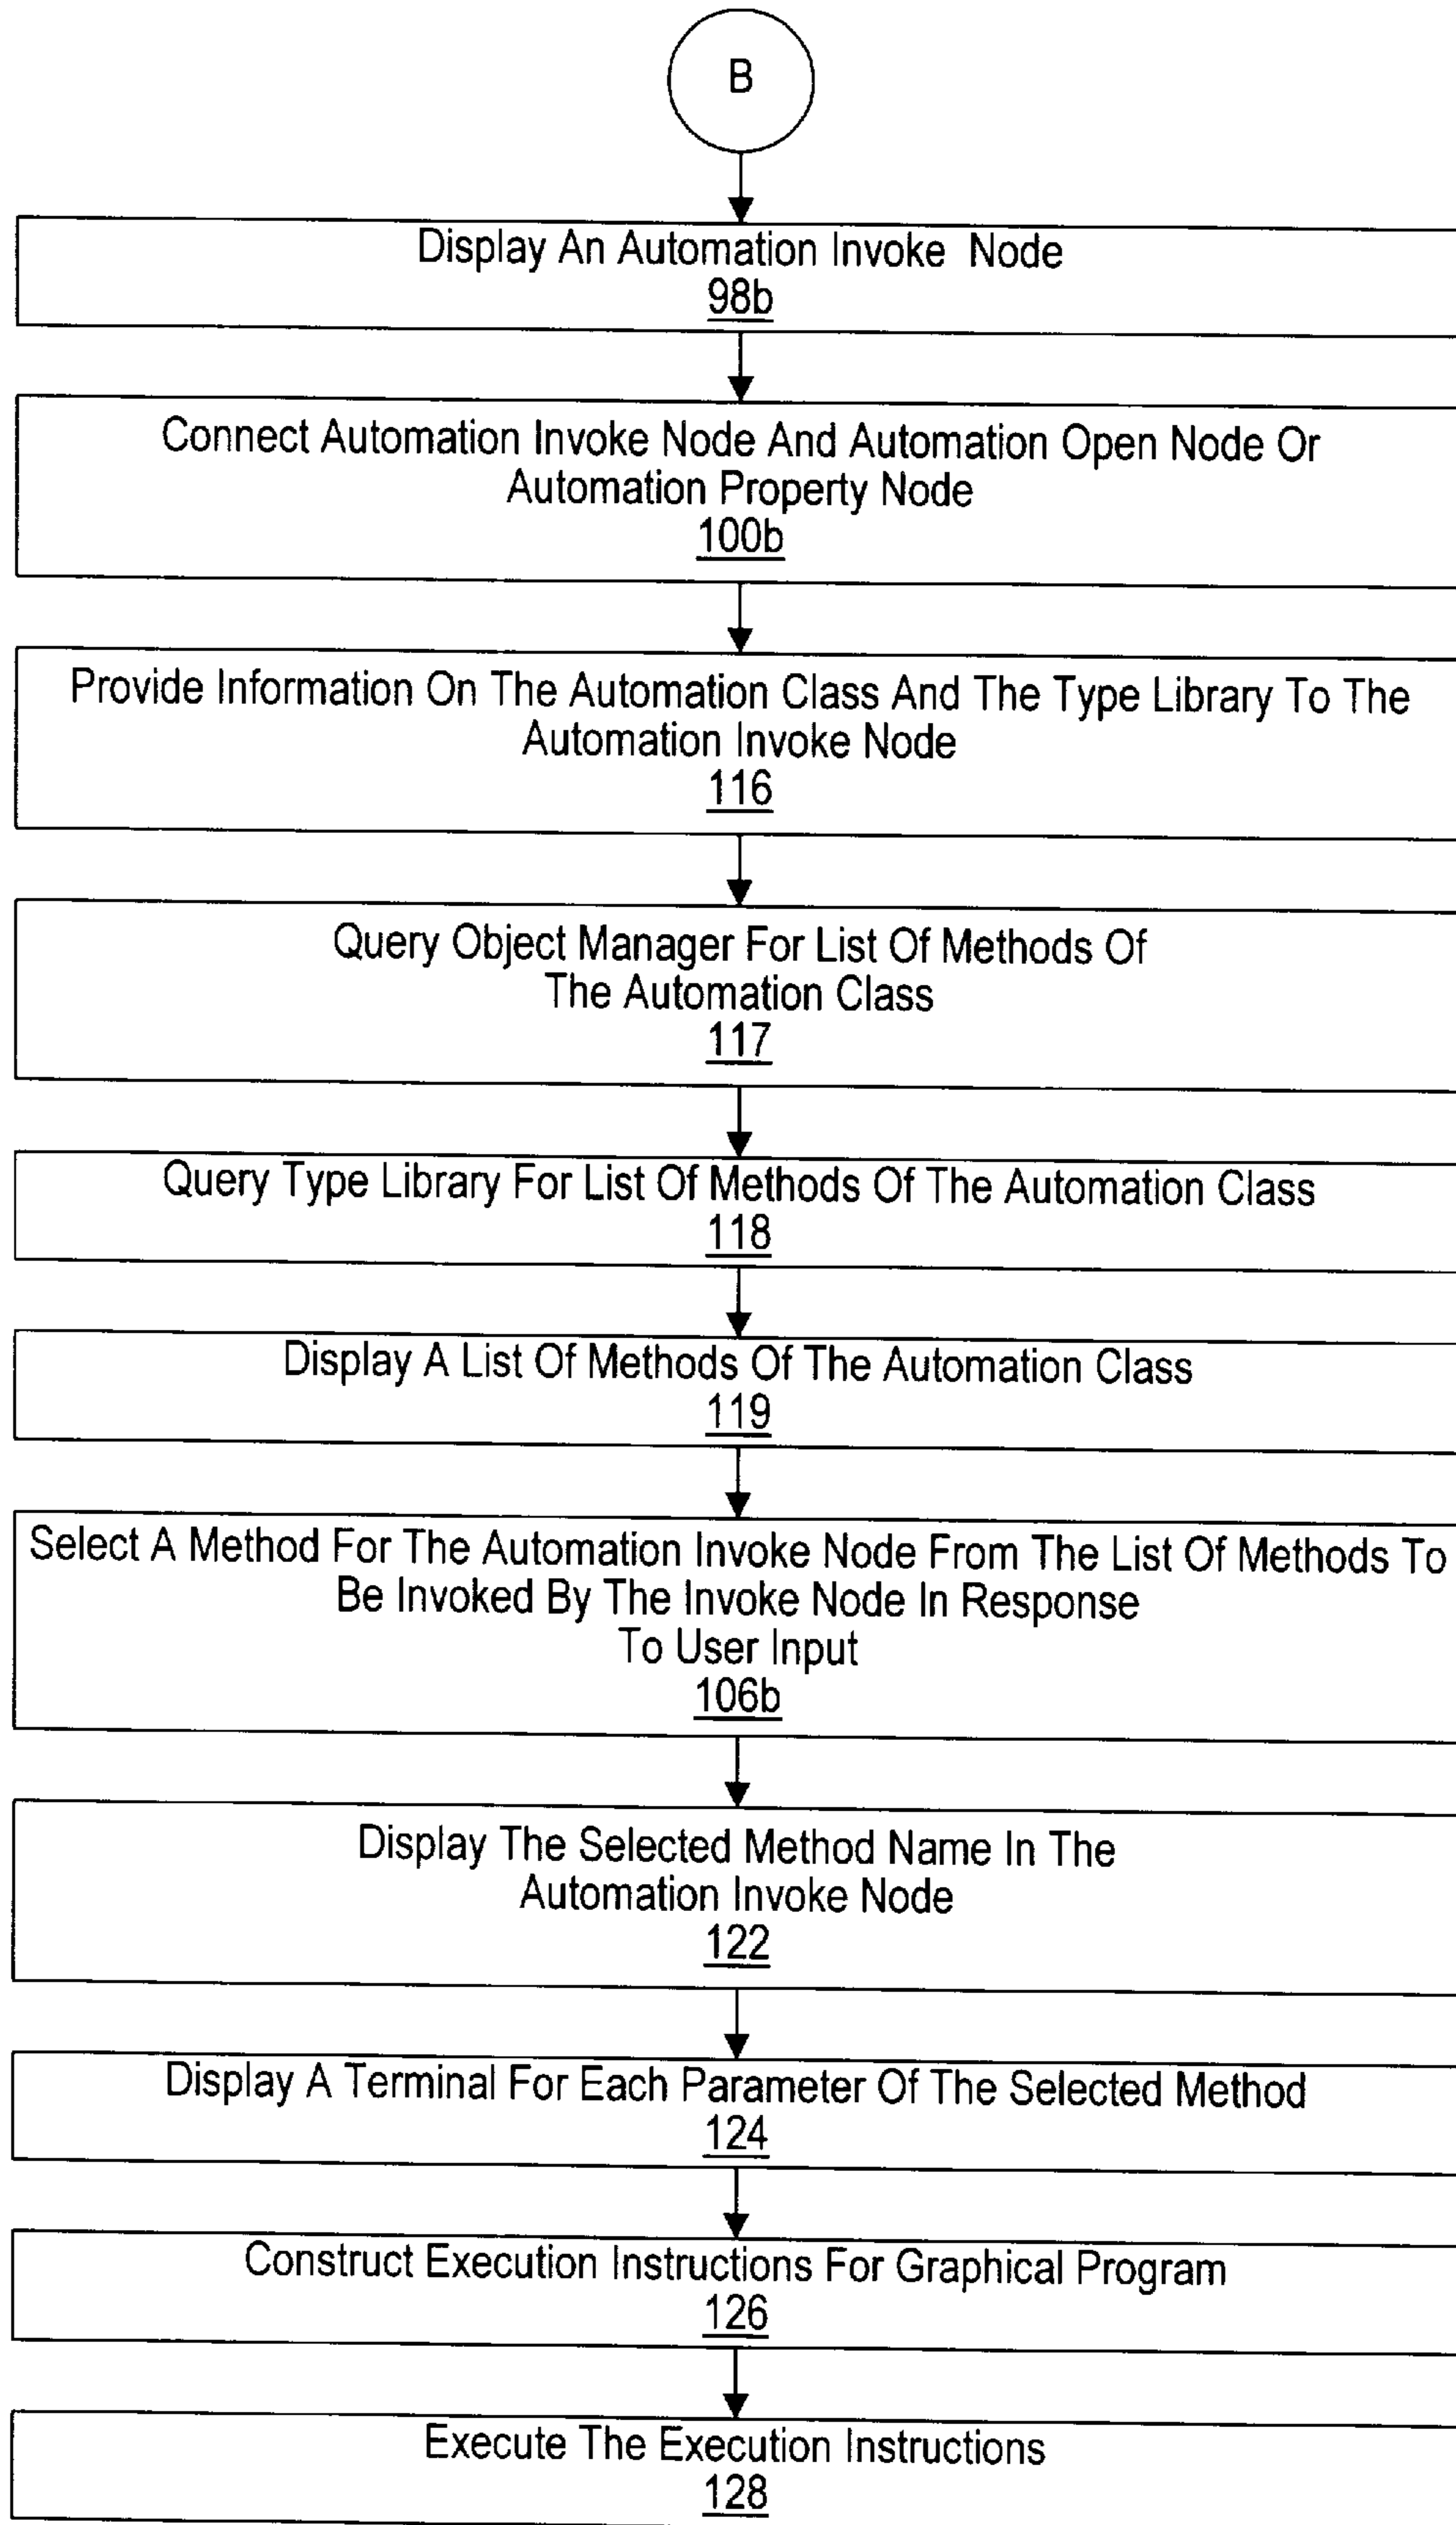 B
Display An Automation Invoke Node
98b
Connect Automation Invoke Node And Automation Open Node Or
Automation Property Node
100b
Provide Information On The Automation Class And The Type Library To The
Automation Invoke Node
116
Query Object Manager For List Of Methods Of
The Automation Class
117
Query Type Library For List Of Methods Of The Automation Class
118
Display A List Of Methods Of The Automation Class
119
Select A Method For The Automation Invoke Node From The List Of Methods To
Be Invoked By The Invoke Node In Response
To User Input
106b
Display The Selected Method Name In The
Automation Invoke Node
122
Display A Terminal For Each Parameter Of The Selected Method
124
Construct Execution Instructions For Graphical Program
126
Execute The Execution Instructions
128